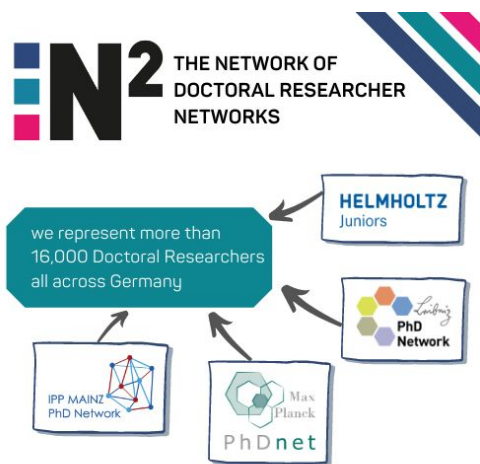 N²
THE NETWORK OF
DOCTORAL RESEARCHER
NETWORKS
HELMHOLTZ
Juniors
we represent more than
16,000 Doctoral Researchers
all across Germany
Leibniz
PhD
Network
IPP MAINZ
PhD Network
Max
Planck
PhDnet